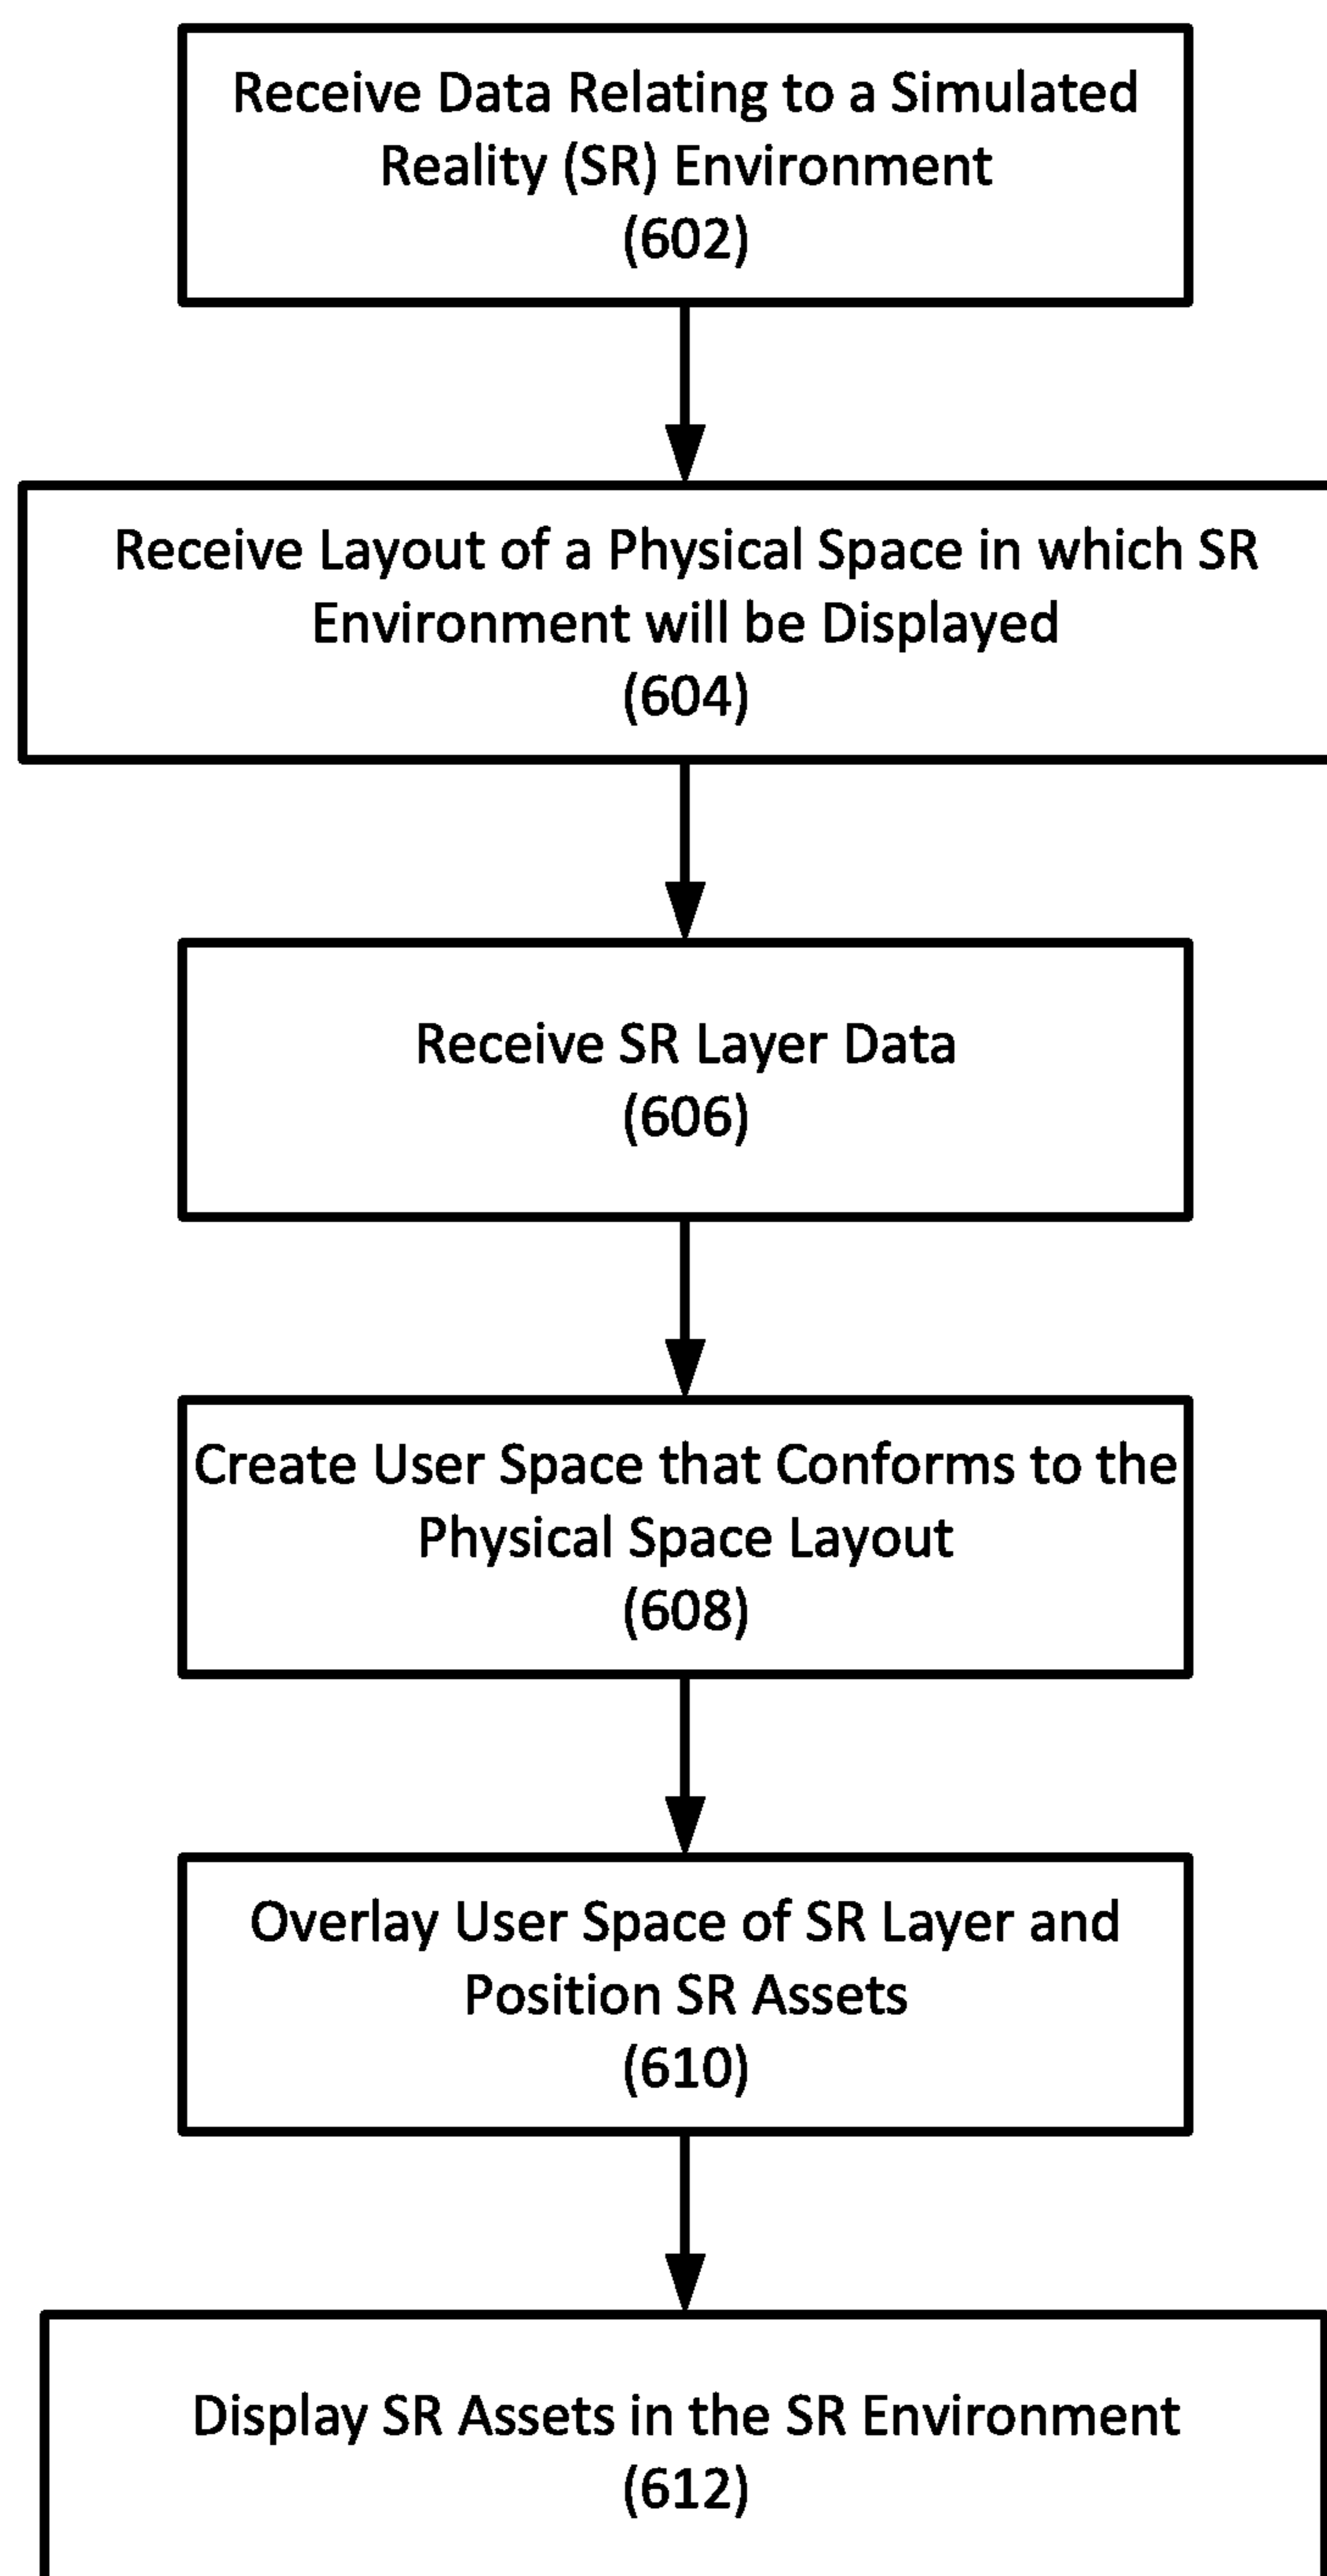 Receive Data Relating to a Simulated
Reality (SR) Environment
(602)
Receive Layout of a Physical Space in which SR
Environment will be Displayed
(604)
Receive SR Layer Data
(606)
Create User Space that Conforms to the
Physical Space Layout
(608)
Overlay User Space of SR Layer and
Position SR Assets
(610)
Display SR Assets in the SR Environment
(612)